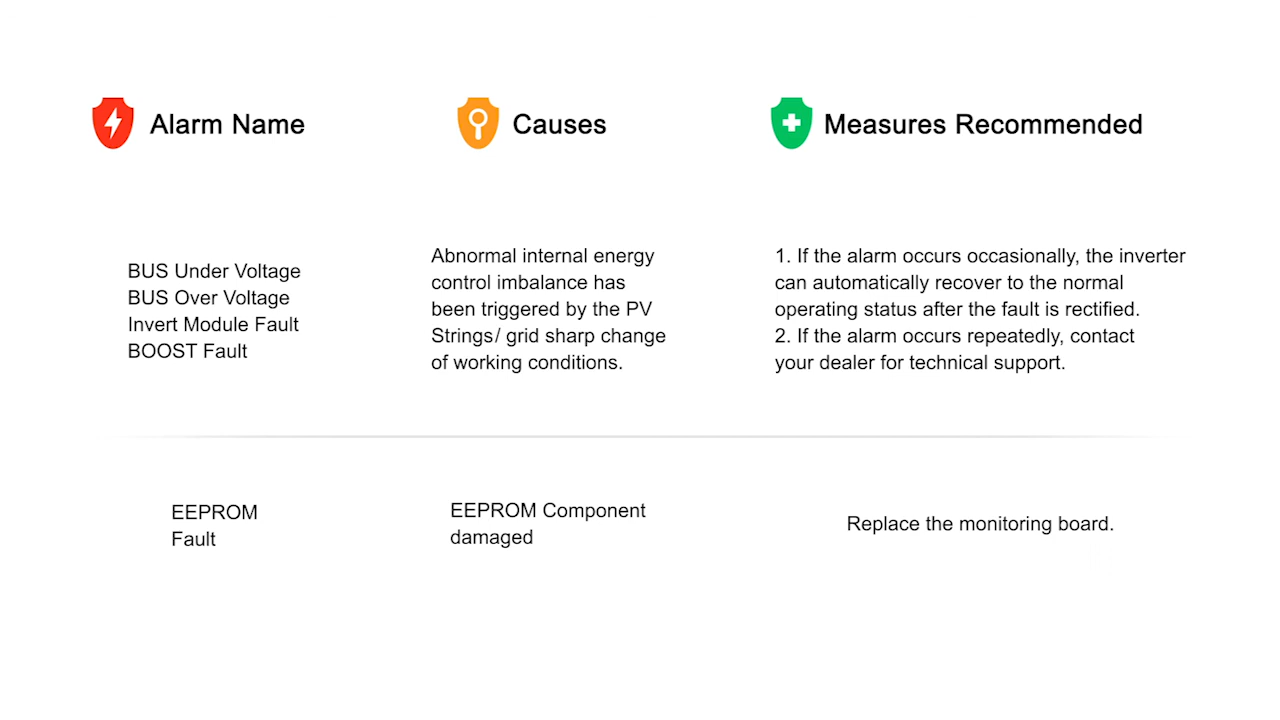 Alarm Name
Causes
Measures Recommended
BUS Under Voltage
BUS Over Voltage
Invert Module Fault
BOOST Fault
Abnormal internal energy
control imbalance has
been triggered by the PV
Strings/ grid sharp change
of working conditions.
1. If the alarm occurs occasionally, the inverter
can automatically recover to the normal
operating status after the fault is rectified.
2. If the alarm occurs repeatedly, contact
your dealer for technical support.
EEPROM
Fault
EEPROM Component
damaged
Replace the monitoring board.